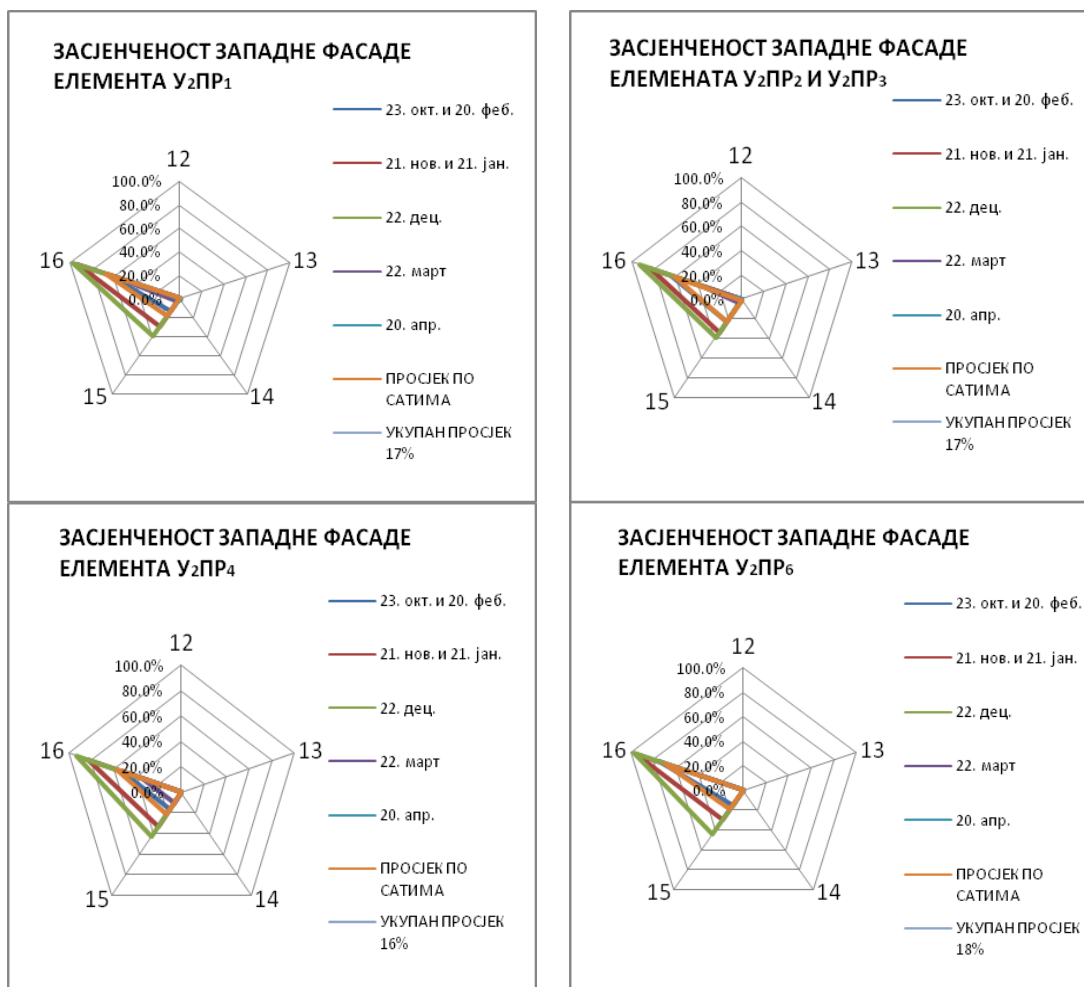 ЗАСЈЕНЧЕНОСТ ЗАПАДНЕ ФАСАДЕ
ЕЛЕМЕНТА У2ПР1
23. окт. и 20. феб.
12
100.0%
21. нов. и 21. јан.
80.0%
60.0%
22. дец.
40.0%
16
13
20.0%
22. март
0.0%
20. апр.
15
14
ПРОСЈЕК ПО
САТИМА
УКУПАН ПРОСЈЕК
17%
ЗАСЈЕНЧЕНОСТ ЗАПАДНЕ ФАСАДЕ
ЕЛЕМЕНАТА У2ПР2 И У2ПР3
23. окт. и 20. феб.
12
21. нов. и 21. јан.
100.0%
80.0%
22. дец.
60.0%
40.0%
16
13
22. март
20.0%
0.0%
20. апр.
15
14
ПРОСЈЕК ПО
САТИМА
УКУПАН ПРОСЈЕК
17%
ЗАСЈЕНЧЕНОСТ ЗАПАДНЕ ФАСАДЕ
ЕЛЕМЕНТА У2ПР4
23. окт. и 20. феб.
12
21. нов. и 21. јан.
100.0%
80.0%
22. дец.
60.0%
40.0%
16
13
22. март
20.0%
0.0%
20. апр.
15
14
ПРОСЈЕК ПО
САТИМА
УКУПАН ПРОСЈЕК
16%
ЗАСЈЕНЧЕНОСТ ЗАПАДНЕ ФАСАДЕ
ЕЛЕМЕНТА У2ПР6
23. окт. и 20. феб.
12
21. нов. и 21. јан.
100.0%
80.0%
22. дец.
60.0%
40.0%
16
13
22. март
20.0%
0.0%
20. апр.
15
14
ПРОСЈЕК ПО
САТИМА
УКУПАН ПРОСЈЕК
18%